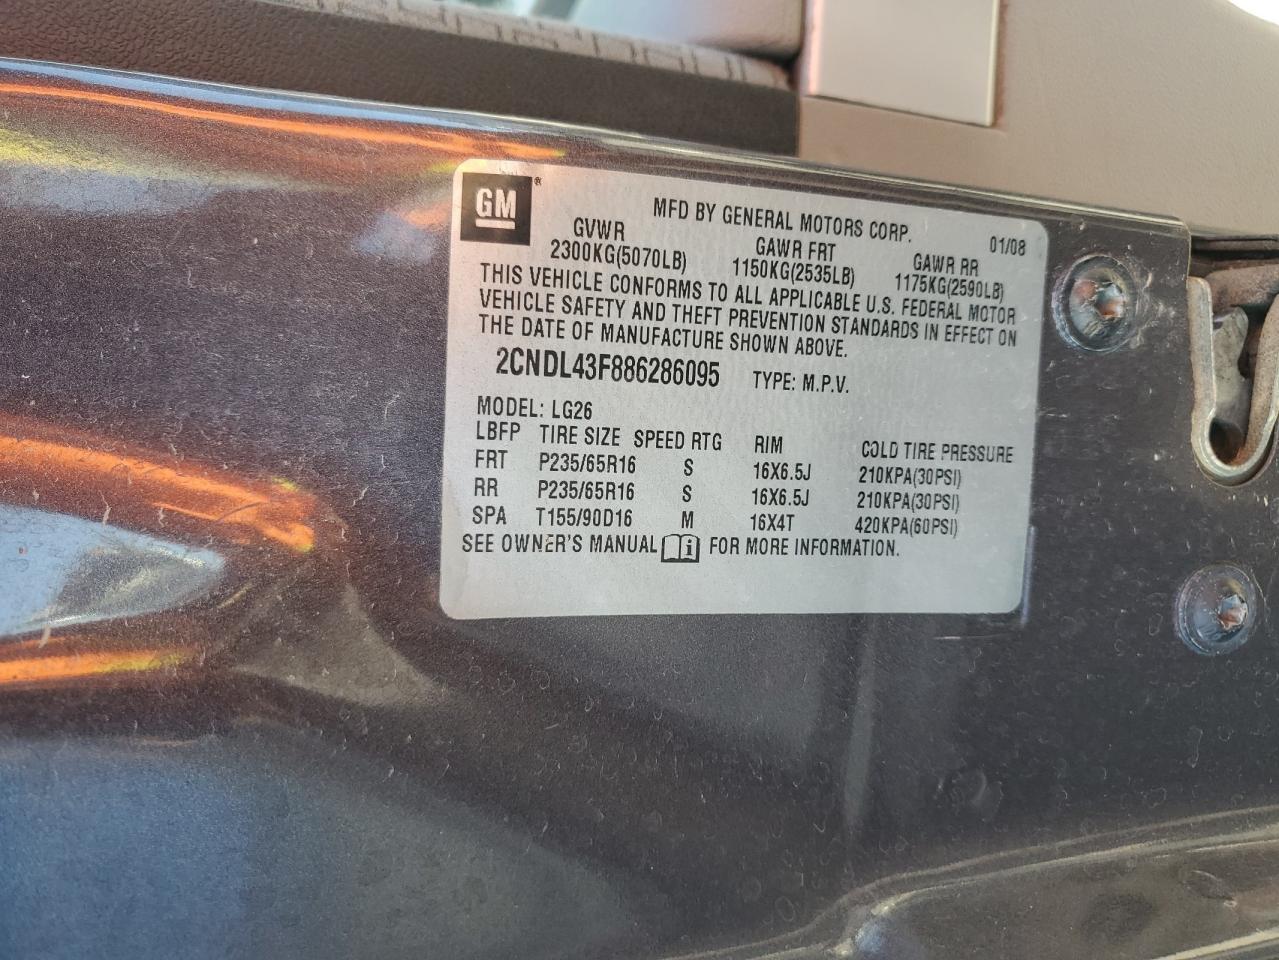 GM®
MFD BY GENERAL MOTORS CORP. 01/08
GVWR GAWR FRT GAWR RR
2300KG(5070LB) 1150KG(2535LB) 1175KG(2590LB)
THIS VEHICLE CONFORMS TO ALL APPLICABLE U.S. FEDERAL MOTOR
VEHICLE SAFETY AND THEFT PREVENTION STANDARDS IN EFFECT ON
THE DATE OF MANUFACTURE SHOWN ABOVE.
2CNDL43F886286095 TYPE: M.P.V.
MODEL: LG26
LBFP TIRE SIZE SPEED RTG RIM COLD TIRE PRESSURE
FRT P235/65R16 S 16X6.5J 210KPA(30PSI)
RR P235/65R16 S 16X6.5J 210KPA(30PSI)
SPA T155/90D16 M 16X4T 420KPA(60PSI)
SEE OWNER'S MANUAL i FOR MORE INFORMATION.